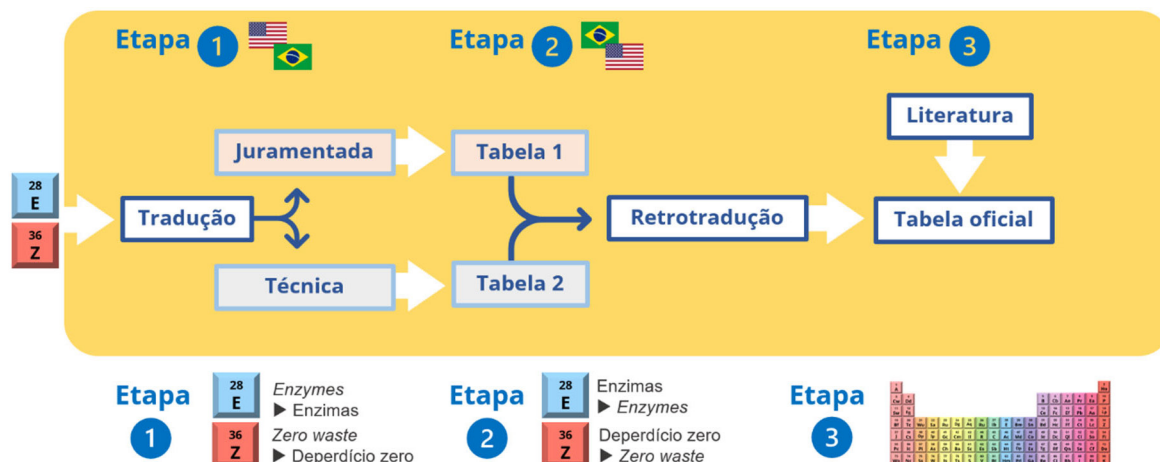 Etapa 1
Etapa 2
Etapa 3
Literatura
Juramentada
Tabela 1
28
E
36
Z
Tradução
Retrotradução
Tabela oficial
Técnica
Tabela 2
Etapa
1
28
E
Enzymes
▶ Enzimas
36
Z
Zero waste
▶ Deperdício zero
Etapa
2
28
E
Enzimas
▶ Enzymes
36
Z
Deperdício zero
▶ Zero waste
Etapa
3